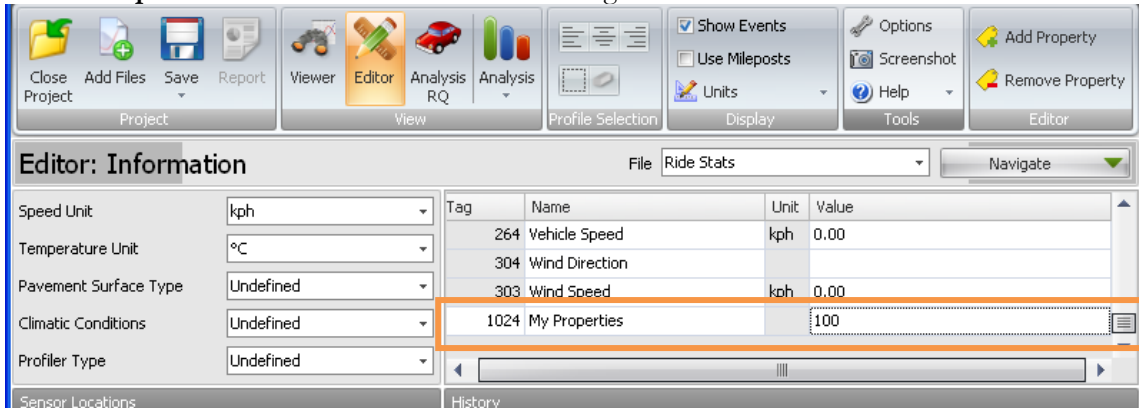 Show Events
Options
Add Property
Use Mileposts
Screenshot
Close Project
Add Files
Save
Report
Viewer
Editor
Analysis RQ
Analysis
Units
Help
Remove Property
Project
View
Profile Selection
Display
Tools
Editor
Editor: Information
File
Ride Stats
Navigate
Speed Unit
kph
Temperature Unit
°C
Pavement Surface Type
Undefined
Climatic Conditions
Undefined
Profiler Type
Undefined
Tag Name Unit Value
264 Vehicle Speed kph 0.00
304 Wind Direction
303 Wind Speed kph 0.00
1024 My Properties 100
Sensor Locations
History